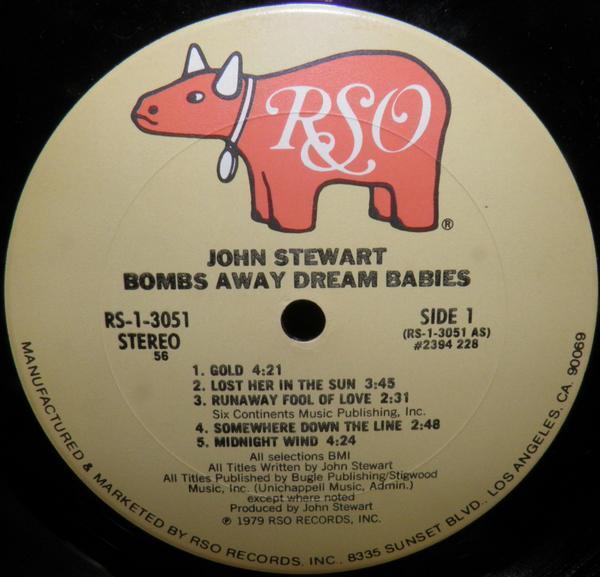 RSO
®
JOHN STEWART
BOMBS AWAY DREAM BABIES
RS-1-3051
STEREO
56
SIDE 1
(RS-1-3051 AS)
#2394 228
1. GOLD 4:21
2. LOST HER IN THE SUN 3:45
3. RUNAWAY FOOL OF LOVE 2:31
Six Continents Music Publishing, Inc.
4. SOMEWHERE DOWN THE LINE 2:48
5. MIDNIGHT WIND 4:24
All selections BMI
All Titles Written by John Stewart
All Titles Published by Bugle Publishing/Stigwood
Music, Inc. (Unichappell Music, Admin.)
except where noted
Produced by John Stewart
℗ 1979 RSO RECORDS, INC.
MANUFACTURED & MARKETED BY RSO RECORDS, INC., 8335 SUNSET BLVD., LOS ANGELES, CA. 90069